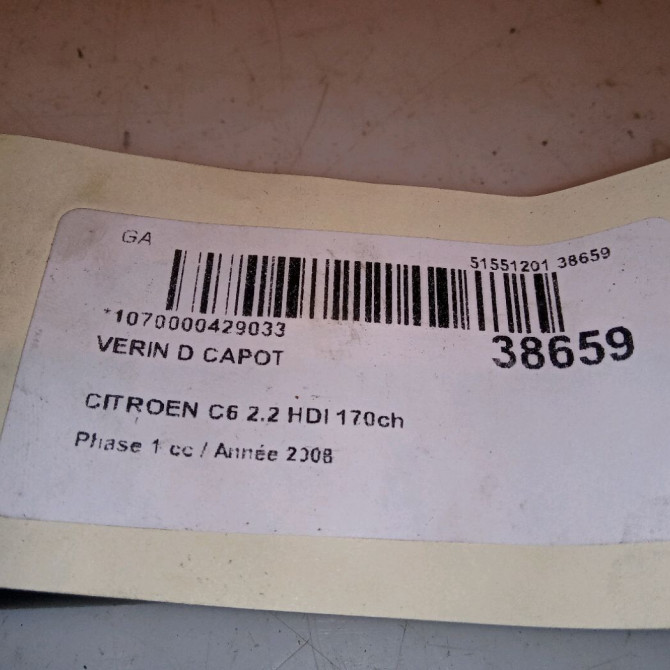 GA
51551201 38659
*1070000429033
38659
VERIN D CAPOT
CITROEN C6 2.2 HDI 170ch
Phase 1 cc / Année 2008